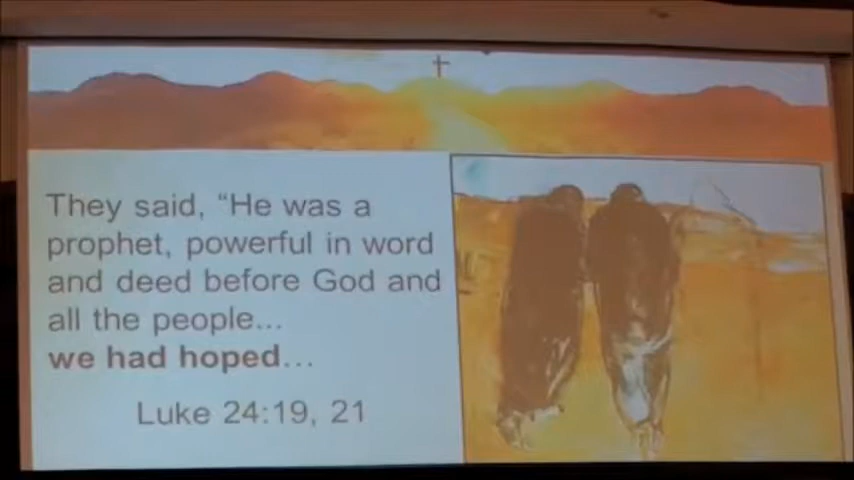 They said, “He was a
prophet, powerful in word
and deed before God and
all the people...
we had hoped...
Luke 24:19, 21